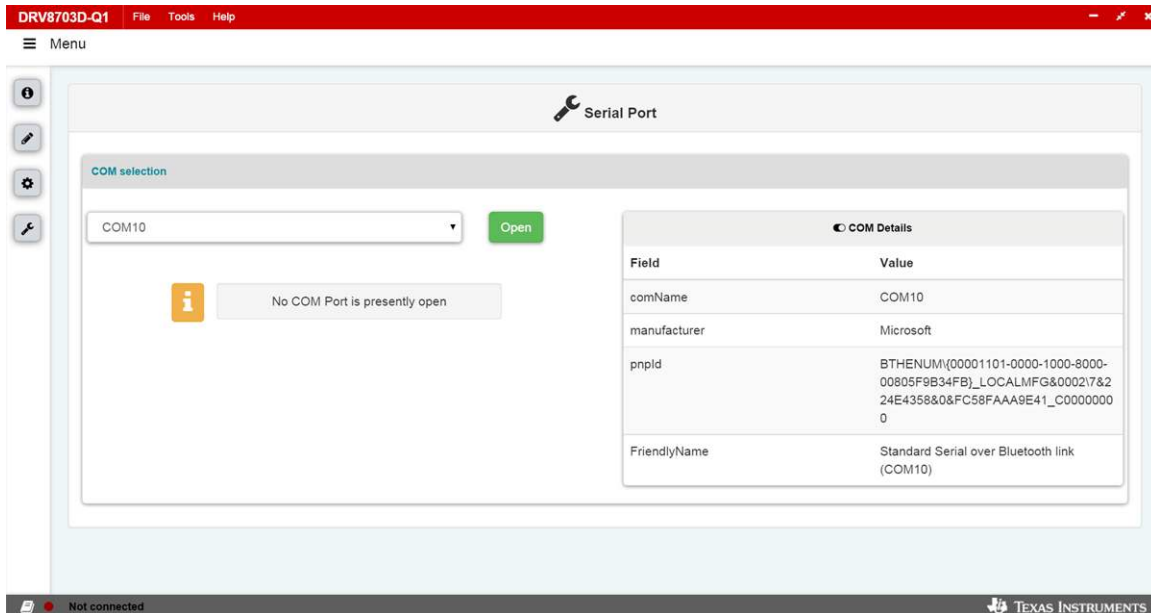 DRV8703D-Q1 File Tools Help
Menu
Serial Port
COM selection
COM10
Open
No COM Port is presently open
COM Details
Field Value
comName COM10
manufacturer Microsoft
pnpId BTHENUM\{00001101-0000-1000-8000-
00805F9B34FB}_LOCALMFG&0002\7&2
24E4358&0&FC58FAAA9E41_C0000000
0
FriendlyName Standard Serial over Bluetooth link
(COM10)
Not connected
TEXAS INSTRUMENTS